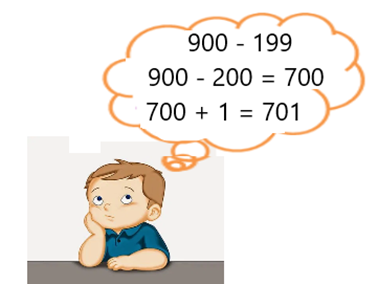 900 - 199
900 - 200 = 700
700 + 1 = 701